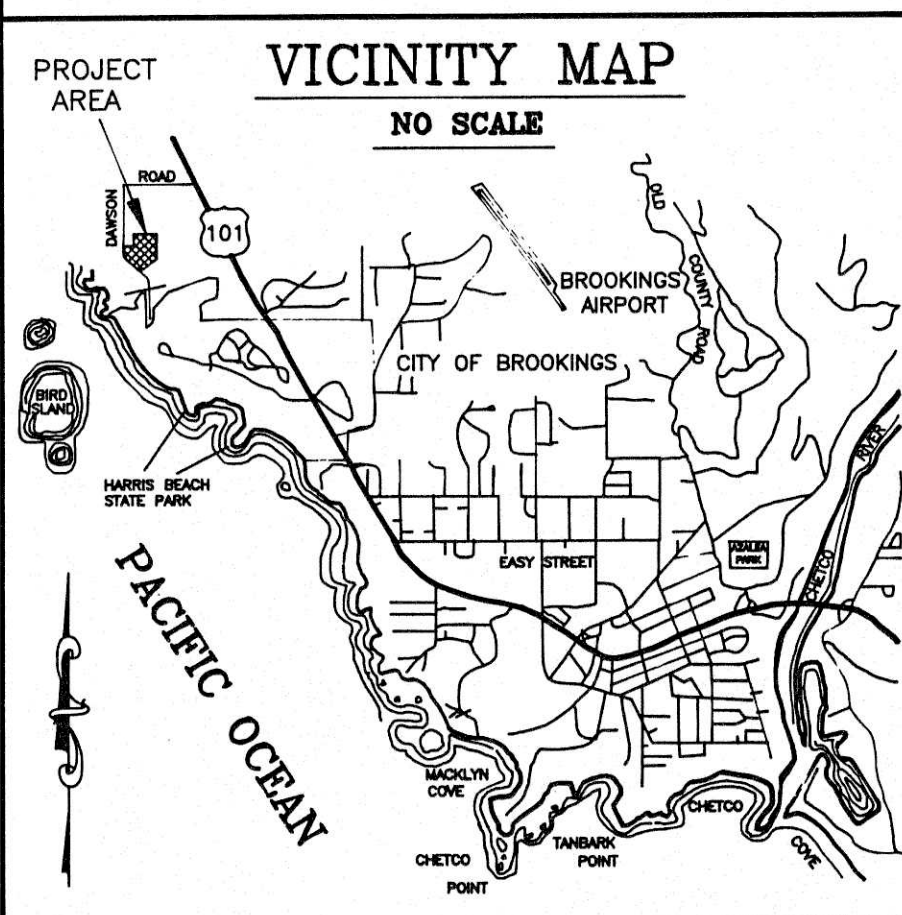 VICINITY MAP
NO SCALE
PROJECT
AREA
ROAD
DAWSON
101
OLD
COUNTY
ROAD
BROOKINGS
AIRPORT
CITY OF BROOKINGS
BIRD
ISLAND
HARRIS BEACH
STATE PARK
RIVER
CHETCO
EASY STREET
AZALEA
PARK
PACIFIC OCEAN
MACKLYN
COVE
CHETCO
COVE
TANBARK
POINT
CHETCO
POINT